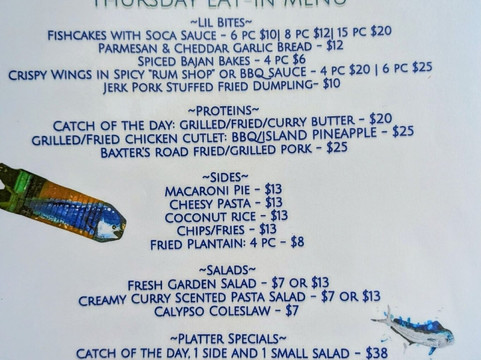 THURSDAY EAT-IN MENU
~LIL BITES~
FISHCAKES WITH SOCA SAUCE - 6 PC $10| 8 PC $12| 15 PC $20
PARMESAN & CHEDDAR GARLIC BREAD - $12
SPICED BAJAN BAKES - 4 PC $6
CRISPY WINGS IN SPICY "RUM SHOP" OR BBQ SAUCE - 4 PC $20 | 6 PC $25
JERK PORK STUFFED FRIED DUMPLING- $10
~PROTEINS~
CATCH OF THE DAY: GRILLED/FRIED/CURRY BUTTER - $20
GRILLED/FRIED CHICKEN CUTLET: BBQ/ISLAND PINEAPPLE - $25
BAXTER'S ROAD FRIED/GRILLED PORK - $25
~SIDES~
MACARONI PIE - $13
CHEESY PASTA - $13
COCONUT RICE - $13
CHIPS/FRIES - $13
FRIED PLANTAIN: 4 PC - $8
~SALADS~
FRESH GARDEN SALAD - $7 OR $13
CREAMY CURRY SCENTED PASTA SALAD - $7 OR $13
CALYPSO COLESLAW - $7
~PLATTER SPECIALS~
CATCH OF THE DAY, 1 SIDE AND 1 SMALL SALAD - $38